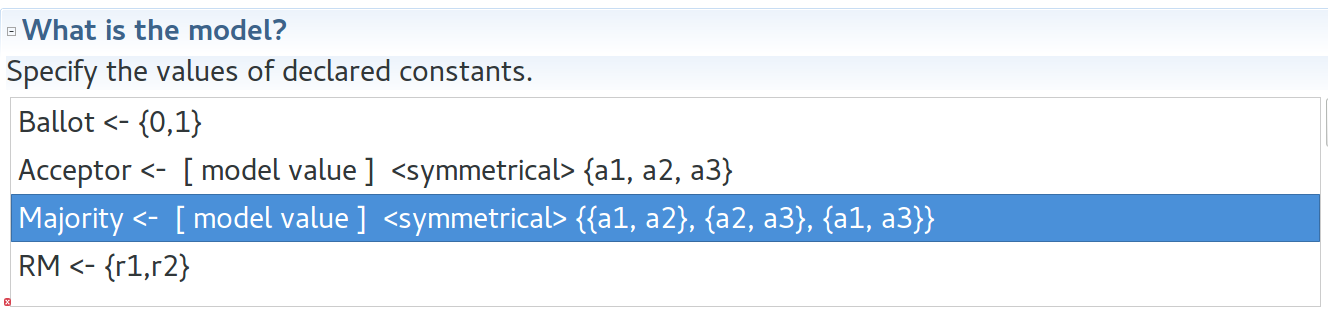 What is the model?
Specify the values of declared constants.
Ballot <- {0,1}
Acceptor <- [ model value ] <symmetrical> {a1, a2, a3}
Majority <- [ model value ] <symmetrical> {{a1, a2}, {a2, a3}, {a1, a3}}
RM <- {r1,r2}